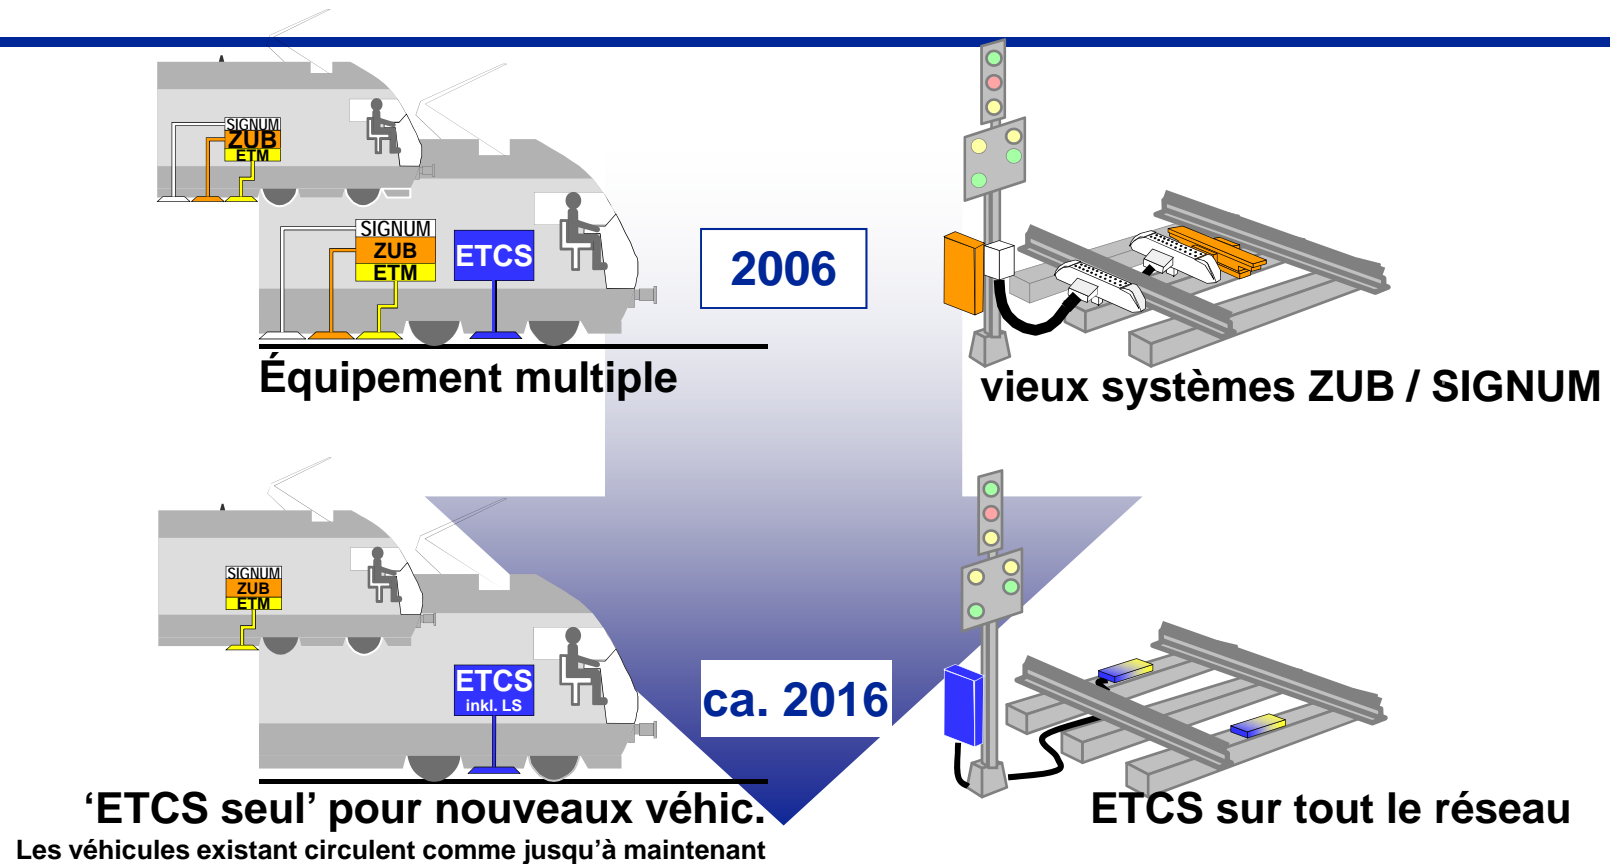 SIGNUM
ZUB
ETM
SIGNUM
ZUB
ETM
ETCS
2006
Équipement multiple
vieux systèmes ZUB / SIGNUM
SIGNUM
ZUB
ETM
ETCS
inkl. LS
ca. 2016
‘ETCS seul’ pour nouveaux véhic.
ETCS sur tout le réseau
Les véhicules existant circulent comme jusqu'à maintenant